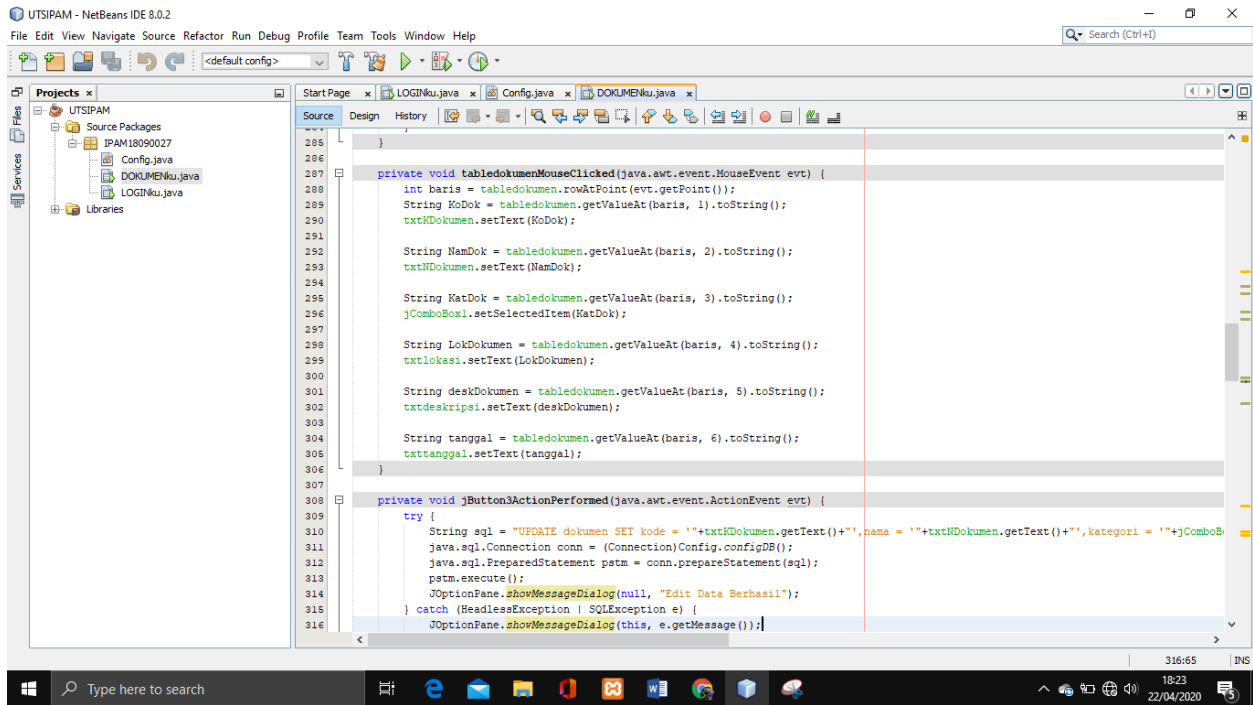 UTSIPAM - NetBeans IDE 8.0.2
File Edit View Navigate Source Refactor Run Debug Profile Team Tools Window Help
Search (Ctrl+I)
<default config>
Projects
Files
Services
UTSIPAM
Source Packages
IPAM18090027
Config.java
DOKUMENku.java
LOGINku.java
Libraries
Start Page LOGINku.java Config.java DOKUMENku.java
Source Design History
285 }
286
287 private void tabledokumenMouseClicked(java.awt.event.MouseEvent evt) {
288 int baris = tabledokumen.rowAtPoint(evt.getPoint());
289 String KoDok = tabledokumen.getValueAt(baris, 1).toString();
290 txtKDokumen.setText(KoDok);
291
292 String NamDok = tabledokumen.getValueAt(baris, 2).toString();
293 txtNDokumen.setText(NamDok);
294
295 String KatDok = tabledokumen.getValueAt(baris, 3).toString();
296 jComboBox1.setSelectedItem(KatDok);
297
298 String LokDokumen = tabledokumen.getValueAt(baris, 4).toString();
299 txtlokasi.setText(LokDokumen);
300
301 String deskDokumen = tabledokumen.getValueAt(baris, 5).toString();
302 txtdeskripsi.setText(deskDokumen);
303
304 String tanggal = tabledokumen.getValueAt(baris, 6).toString();
305 txttanggal.setText(tanggal);
306 }
307
308 private void jButton3ActionPerformed(java.awt.event.ActionEvent evt) {
309 try {
310 String sql = "UPDATE dokumen SET kode = '"+txtKDokumen.getText()+"',nama = '"+txtNDokumen.getText()+"',kategori = '"+jComboB
311 java.sql.Connection conn = (Connection)Config.configDB();
312 java.sql.PreparedStatement pstm = conn.prepareStatement(sql);
313 pstm.execute();
314 JOptionPane.showMessageDialog(null, "Edit Data Berhasil");
315 } catch (HeadlessException | SQLException e) {
316 JOptionPane.showMessageDialog(this, e.getMessage());
316:65 INS
Type here to search
18:23
22/04/2020
5